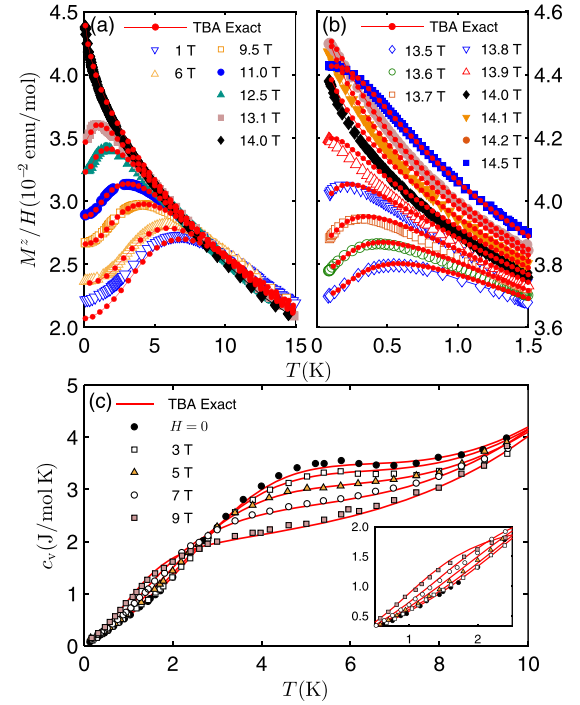 (a)
TBA Exact
1 T
9.5 T
6 T
11.0 T
12.5 T
13.1 T
14.0 T
4.5
4.0
3.5
3.0
2.5
2.0
M^z/H(10^−2 emu/mol)
0 5 10 15
T(K)
(b)
TBA Exact
13.5 T
13.8 T
13.6 T
13.9 T
13.7 T
14.0 T
14.1 T
14.2 T
14.5 T
4.6
4.4
4.2
4.0
3.8
3.6
0 0.5 1.0 1.5
T(K)
(c)
TBA Exact
H = 0
3 T
5 T
7 T
9 T
5
4
3
2
1
0
c_v(J/mol K)
2.0
1.5
1.0
0.5
1 2
0 2 4 6 8 10
T(K)